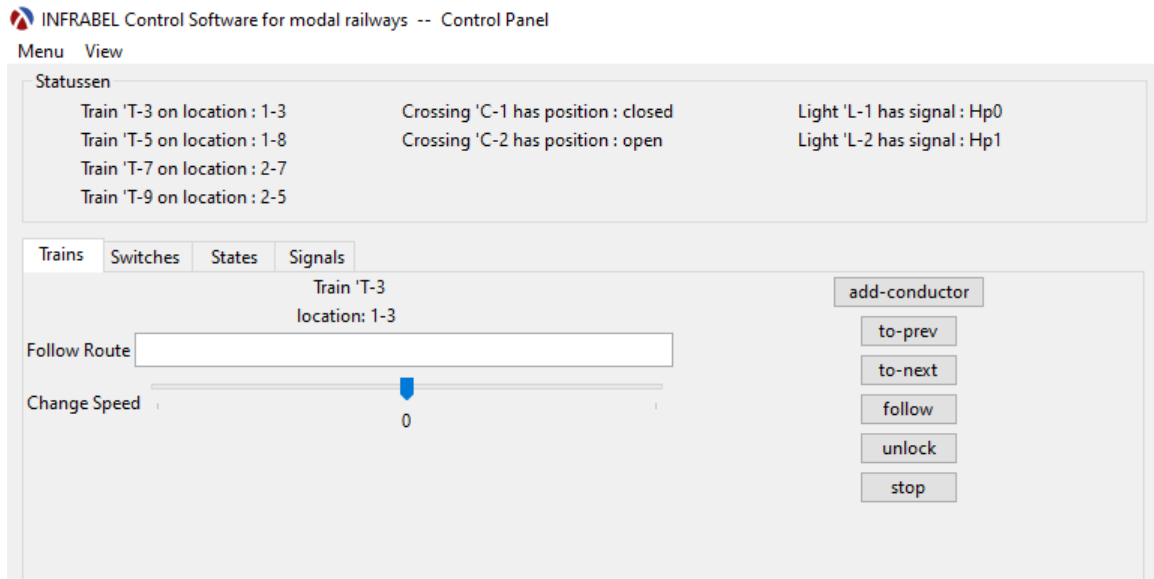 INFRABEL Control Software for modal railways -- Control Panel
Menu View
Statussen
Train 'T-3 on location : 1-3 Crossing 'C-1 has position : closed Light 'L-1 has signal : Hp0
Train 'T-5 on location : 1-8 Crossing 'C-2 has position : open Light 'L-2 has signal : Hp1
Train 'T-7 on location : 2-7
Train 'T-9 on location : 2-5
Trains Switches States Signals
Train 'T-3 add-conductor
location: 1-3
to-prev
Follow Route
to-next
Change Speed follow
0
unlock
stop